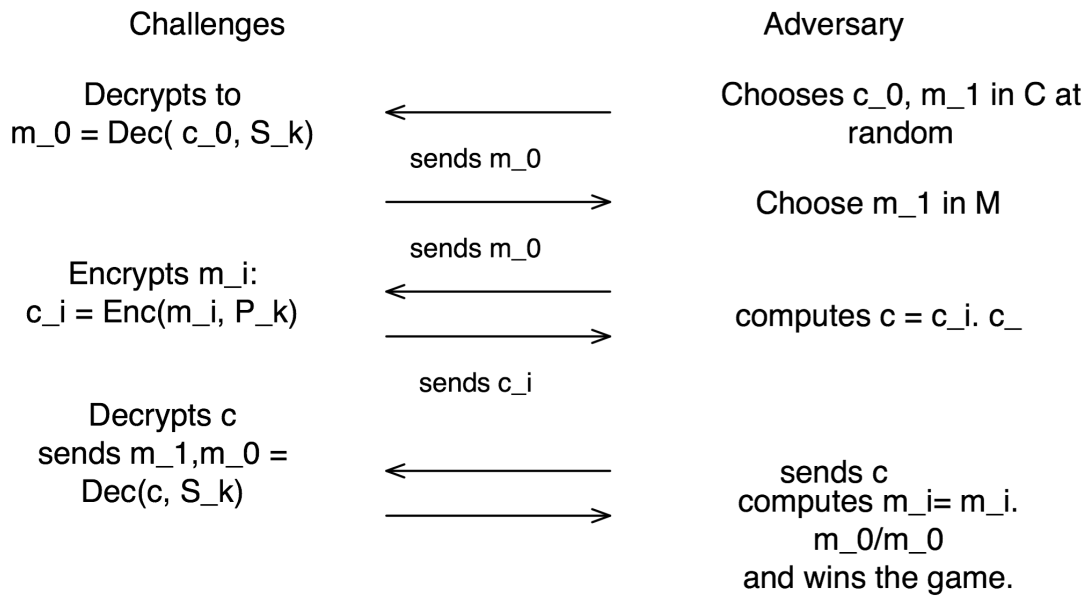 Challenges
Adversary
Decrypts to
m_0 = Dec( c_0, S_k)
Chooses c_0, m_1 in C at
random
sends m_0
Choose m_1 in M
sends m_0
Encrypts m_i:
c_i = Enc(m_i, P_k)
computes c = c_i. c_
sends c_i
Decrypts c
sends m_1,m_0 =
Dec(c, S_k)
sends c
computes m_i= m_i.
m_0/m_0
and wins the game.